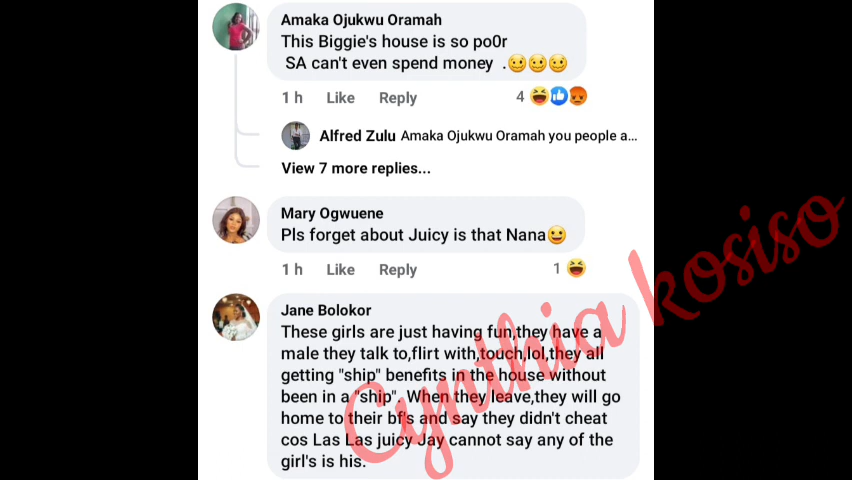 Amaka Ojukwu Oramah
This Biggie's house is so po0r
SA can't even spend money .🥴🥴🥴
1 h Like Reply 4
Alfred Zulu Amaka Ojukwu Oramah you people a...
View 7 more replies...
Mary Ogwuene
Pls forget about Juicy is that Nana😀
1 h Like Reply 1
Jane Bolokor
These girls are just having fun,they have a
male they talk to,flirt with,touch,lol,they all
getting "ship" benefits in the house without
been in a "ship". When they leave,they will go
home to their bf's and say they didn't cheat
cos Las Las juicy Jay cannot say any of the
girl's is his.
Cynthia kosiso